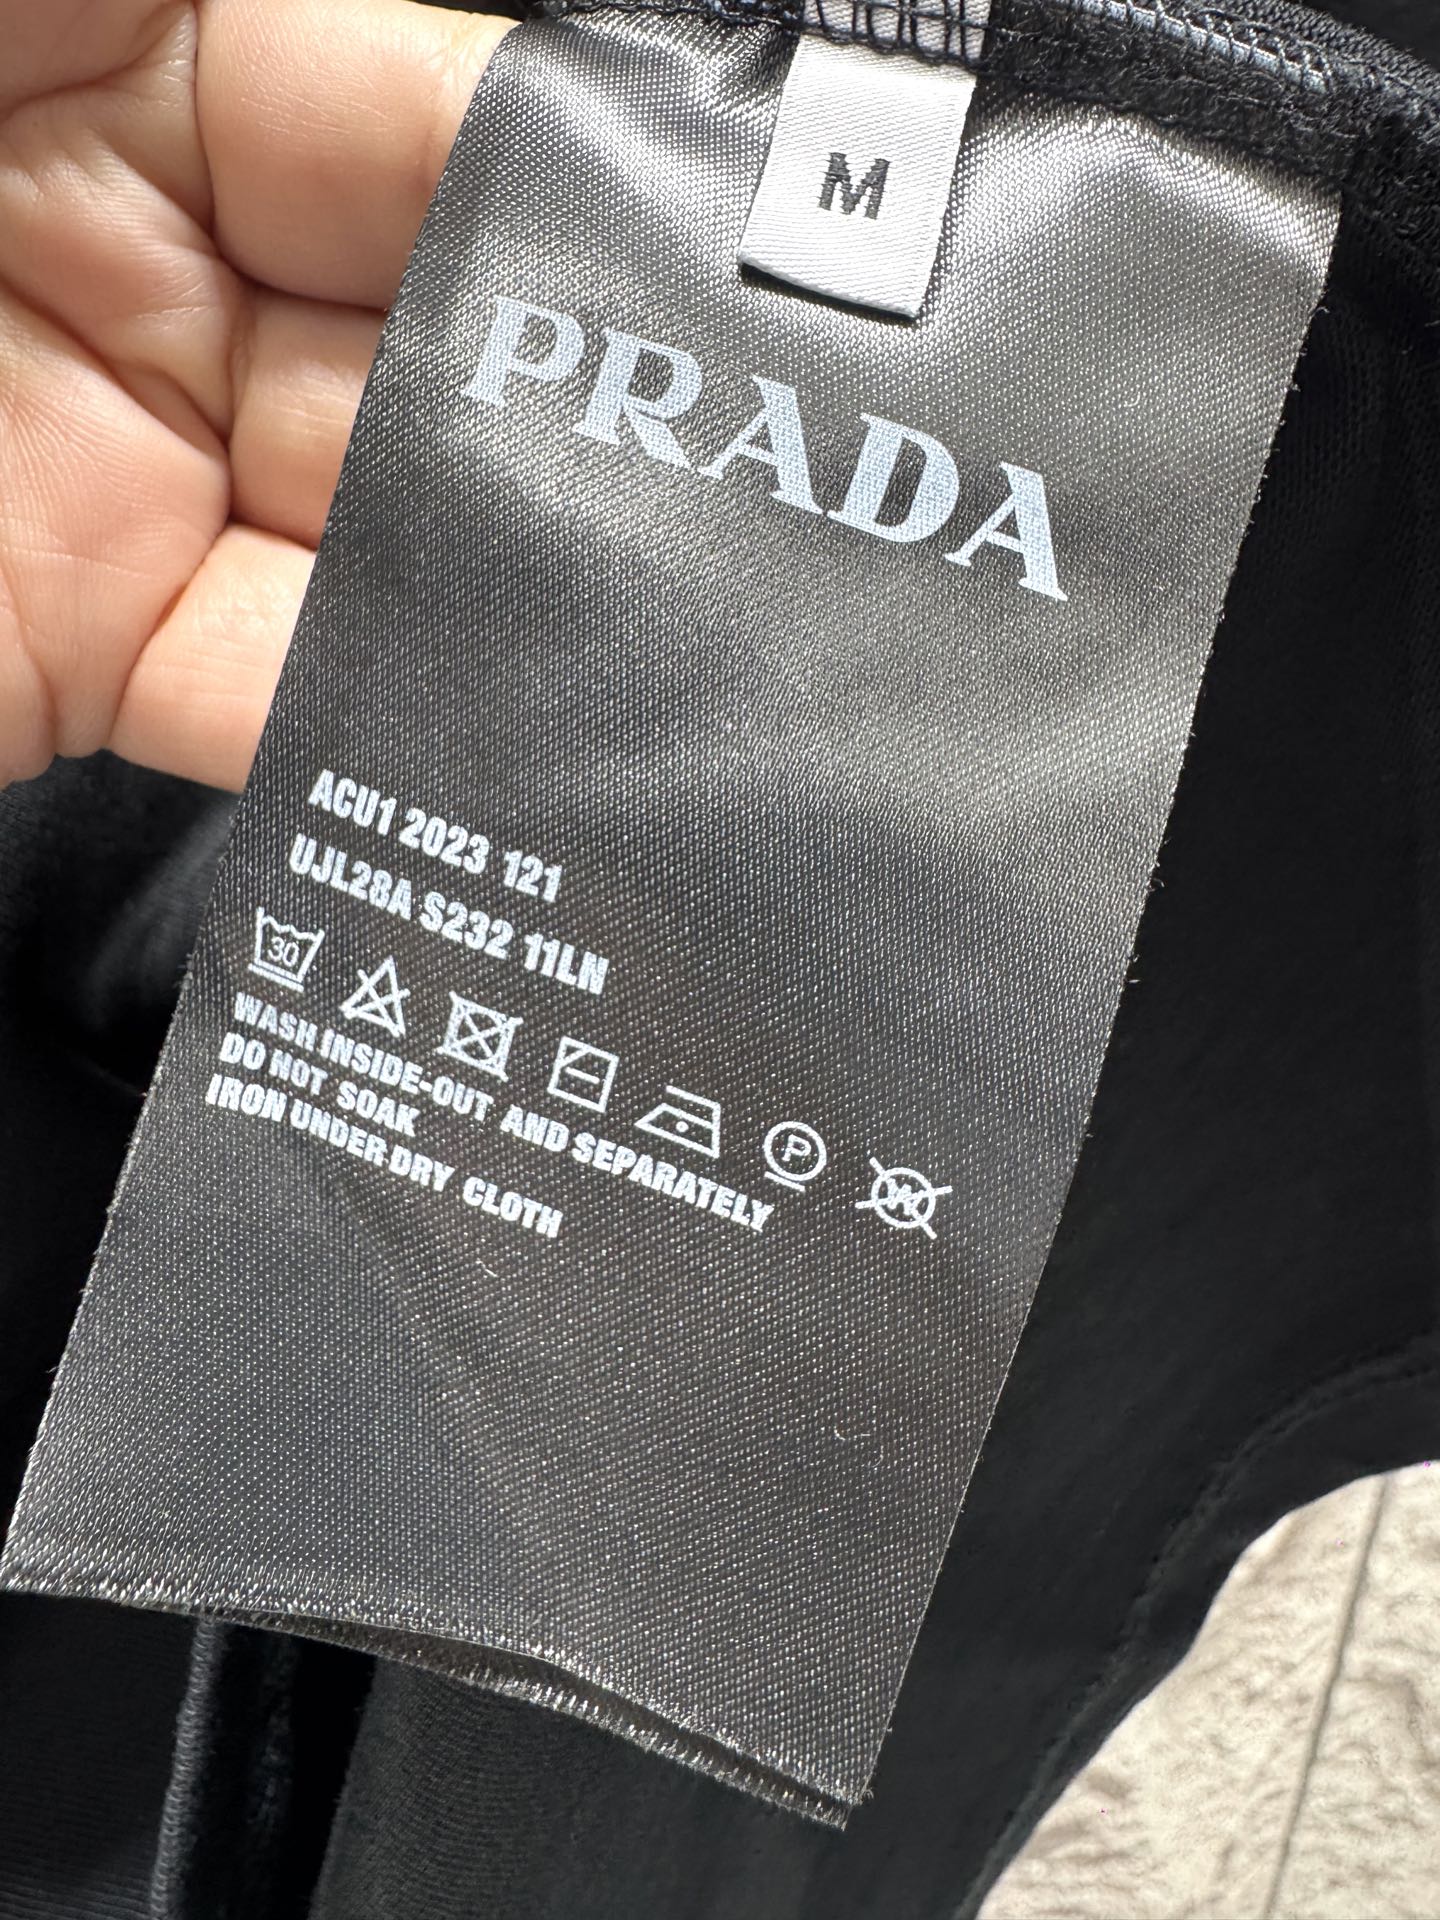 M
PRADA
ACU1 2023 121
UJL28A S232 11LN
30
P
W
WASH INSIDE-OUT AND SEPARATELY
DO NOT SOAK
IRON UNDER DRY CLOTH